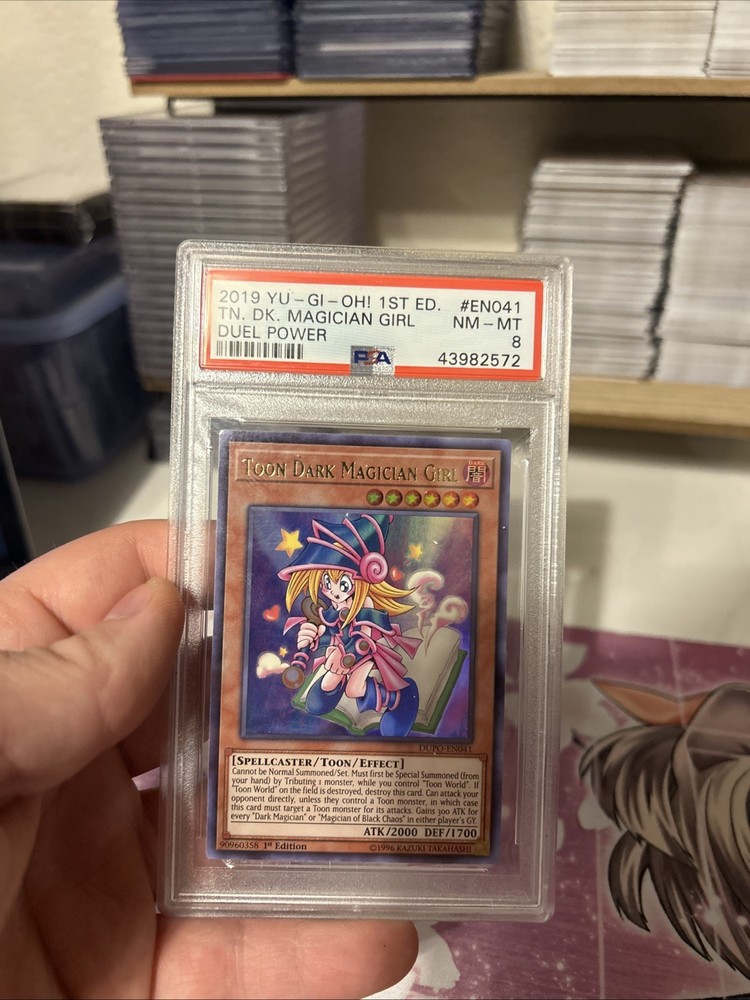 2019 YU-GI-OH! 1ST ED. #EN041
TN. DK. MAGICIAN GIRL NM-MT
DUEL POWER 8
PSA 43982572
TOON DARK MAGICIAN GIRL 闇
DUPO-EN041
[SPELLCASTER/TOON/EFFECT]
Cannot be Normal Summoned/Set. Must first be Special Summoned (from
your hand) by Tributing 1 monster, while you control "Toon World". If
"Toon World" on the field is destroyed, destroy this card. Can attack your
opponent directly, unless they control a Toon monster, in which case
this card must target a Toon monster for its attacks. Gains 300 ATK for
every "Dark Magician" or "Magician of Black Chaos" in either player's GY.
ATK/2000 DEF/1700
90960358 1st Edition ©1996 KAZUKI TAKAHASHI